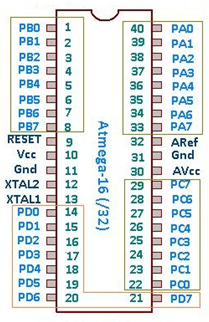 PB0 1 40 PA0
PB1 2 39 PA1
PB2 3 38 PA2
PB3 4 37 PA3
PB4 5 36 PA4
PB5 6 35 PA5
PB6 7 34 PA6
PB7 8 33 PA7
RESET 9 32 ARef
Vcc 10 31 Gnd
Gnd 11 30 AVcc
XTAL2 12 29 PC7
XTAL1 13 28 PC6
PD0 14 27 PC5
PD1 15 26 PC4
PD2 16 25 PC3
PD3 17 24 PC2
PD4 18 23 PC1
PD5 19 22 PC0
PD6 20 21 PD7
Atmega-16 (/32)